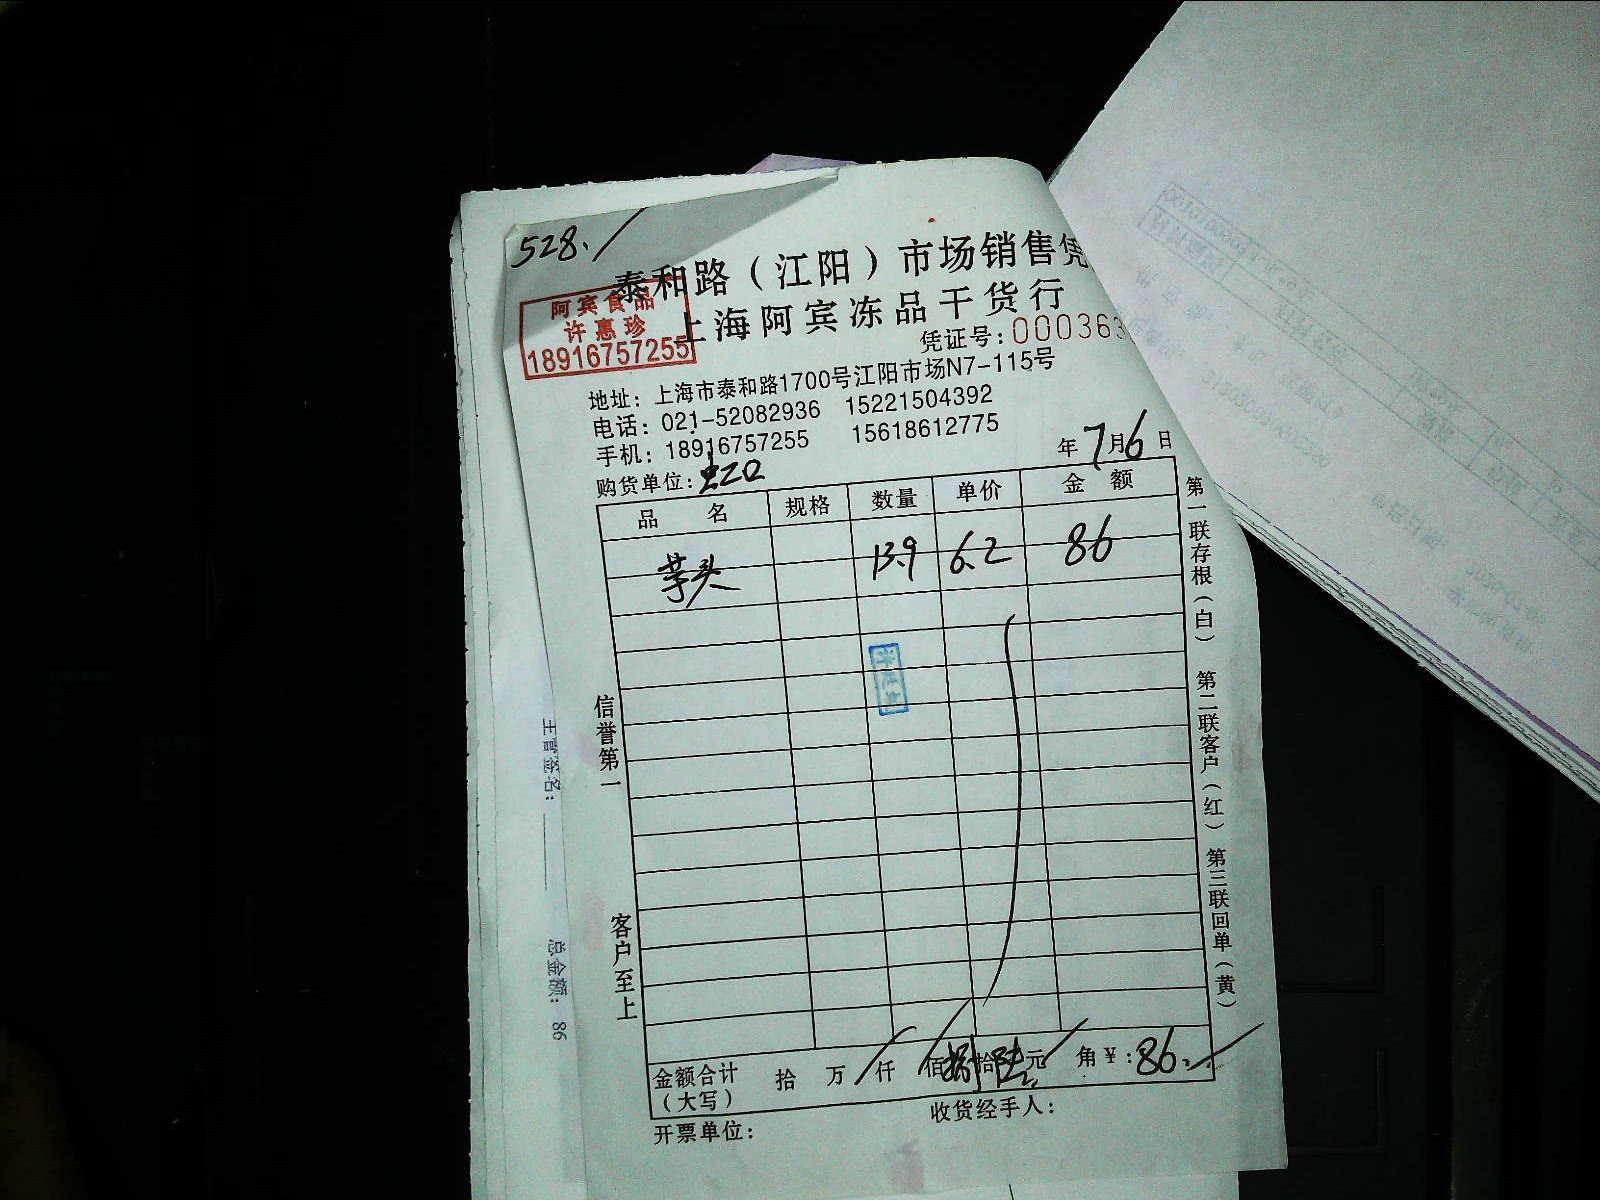 528.
泰和路（江阳）市场销售凭
上海阿宾冻品干货行
阿宾食品
许惠珍
18916757255
凭证号：000363
地址：上海市泰和路1700号江阳市场N7-115号
电话：021-52082936 15221504392
手机：18916757255 15618612775
年7月6日
购货单位：
品名 规格 数量 单价 金额
芋头 13.9 6.2 86
信誉第一 客户至上
第一联存根（白） 第二联客户（红） 第三联回单（黄）
主管签名： 总金额： 86
金额合计（大写） 拾 万 仟 佰 捌拾陆元 角 ¥：86.
收货经手人：
开票单位：